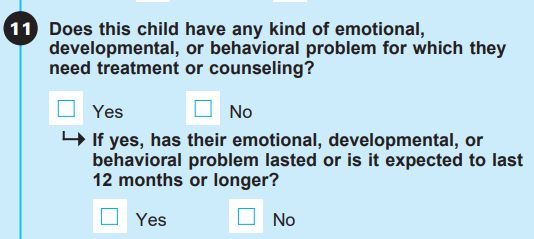 11 Does this child have any kind of emotional,
developmental, or behavioral problem for which they
need treatment or counseling?
Yes No
If yes, has their emotional, developmental, or
behavioral problem lasted or is it expected to last
12 months or longer?
Yes No